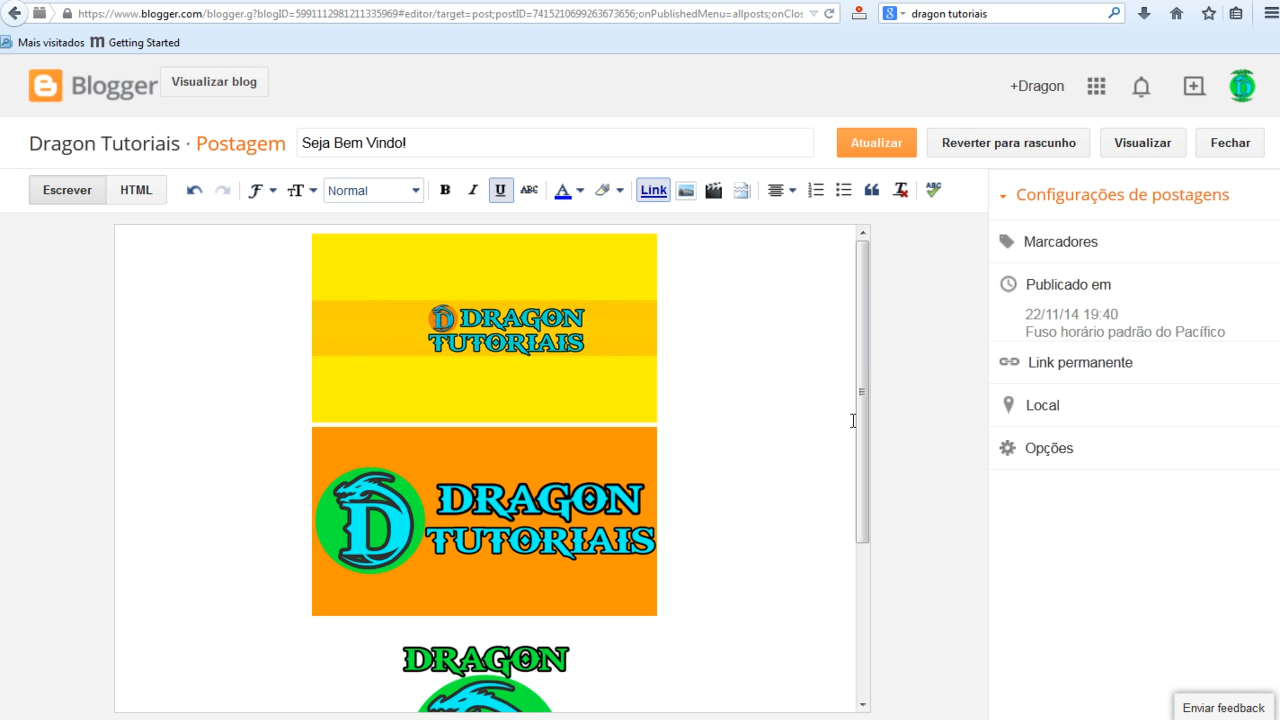 https://www.blogger.com/blogger.g?blogID=5991112981211335969#editor/target=post;postID=7415210699263673656;onPublishedMenu=allposts;onClos
dragon tutoriais
Mais visitados
Getting Started
Blogger
Visualizar blog
+Dragon
Dragon Tutoriais · Postagem
Seja Bem Vindo!
Atualizar
Reverter para rascunho
Visualizar
Fechar
Escrever
HTML
Normal
B
I
U
ABC
A
Link
ABC
Configurações de postagens
Marcadores
Publicado em
22/11/14 19:40
Fuso horário padrão do Pacífico
Link permanente
Local
Opções
D DRAGON
TUTORIAIS
D DRAGON
TUTORIAIS
DRAGON
Enviar feedback